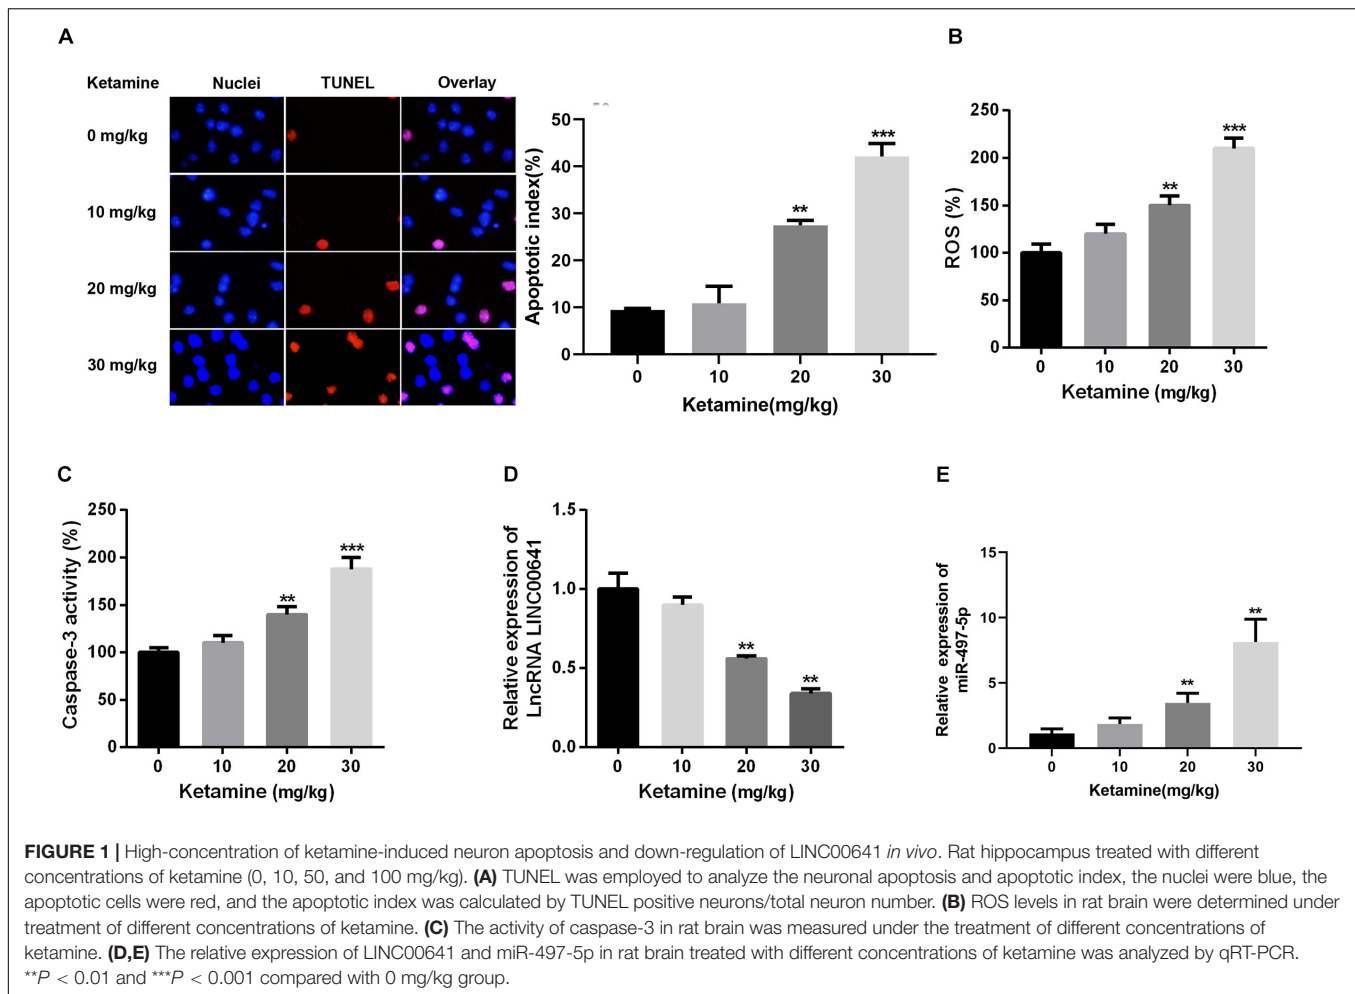 A
Ketamine Nuclei TUNEL Overlay
0 mg/kg
10 mg/kg
20 mg/kg
30 mg/kg
Apoptotic index(%)
50
40
30
20
10
0
**
***
0 10 20 30
Ketamine(mg/kg)
B
ROS (%)
250
200
150
100
50
0
**
***
0 10 20 30
Ketamine (mg/kg)
C
Caspase-3 activity (%)
250
200
150
100
50
0
**
***
0 10 20 30
Ketamine (mg/kg)
D
Relative expression of
LncRNA LINC00641
1.5
1.0
0.5
0.0
**
**
0 10 20 30
Ketamine (mg/kg)
E
Relative expression of
miR-497-5p
15
10
5
0
**
**
0 10 20 30
Ketamine(mg/kg)
FIGURE 1 | High-concentration of ketamine-induced neuron apoptosis and down-regulation of LINC00641 in vivo. Rat hippocampus treated with different
concentrations of ketamine (0, 10, 50, and 100 mg/kg). (A) TUNEL was employed to analyze the neuronal apoptosis and apoptotic index, the nuclei were blue, the
apoptotic cells were red, and the apoptotic index was calculated by TUNEL positive neurons/total neuron number. (B) ROS levels in rat brain were determined under
treatment of different concentrations of ketamine. (C) The activity of caspase-3 in rat brain was measured under the treatment of different concentrations of
ketamine. (D,E) The relative expression of LINC00641 and miR-497-5p in rat brain treated with different concentrations of ketamine was analyzed by qRT-PCR.
**P < 0.01 and ***P < 0.001 compared with 0 mg/kg group.